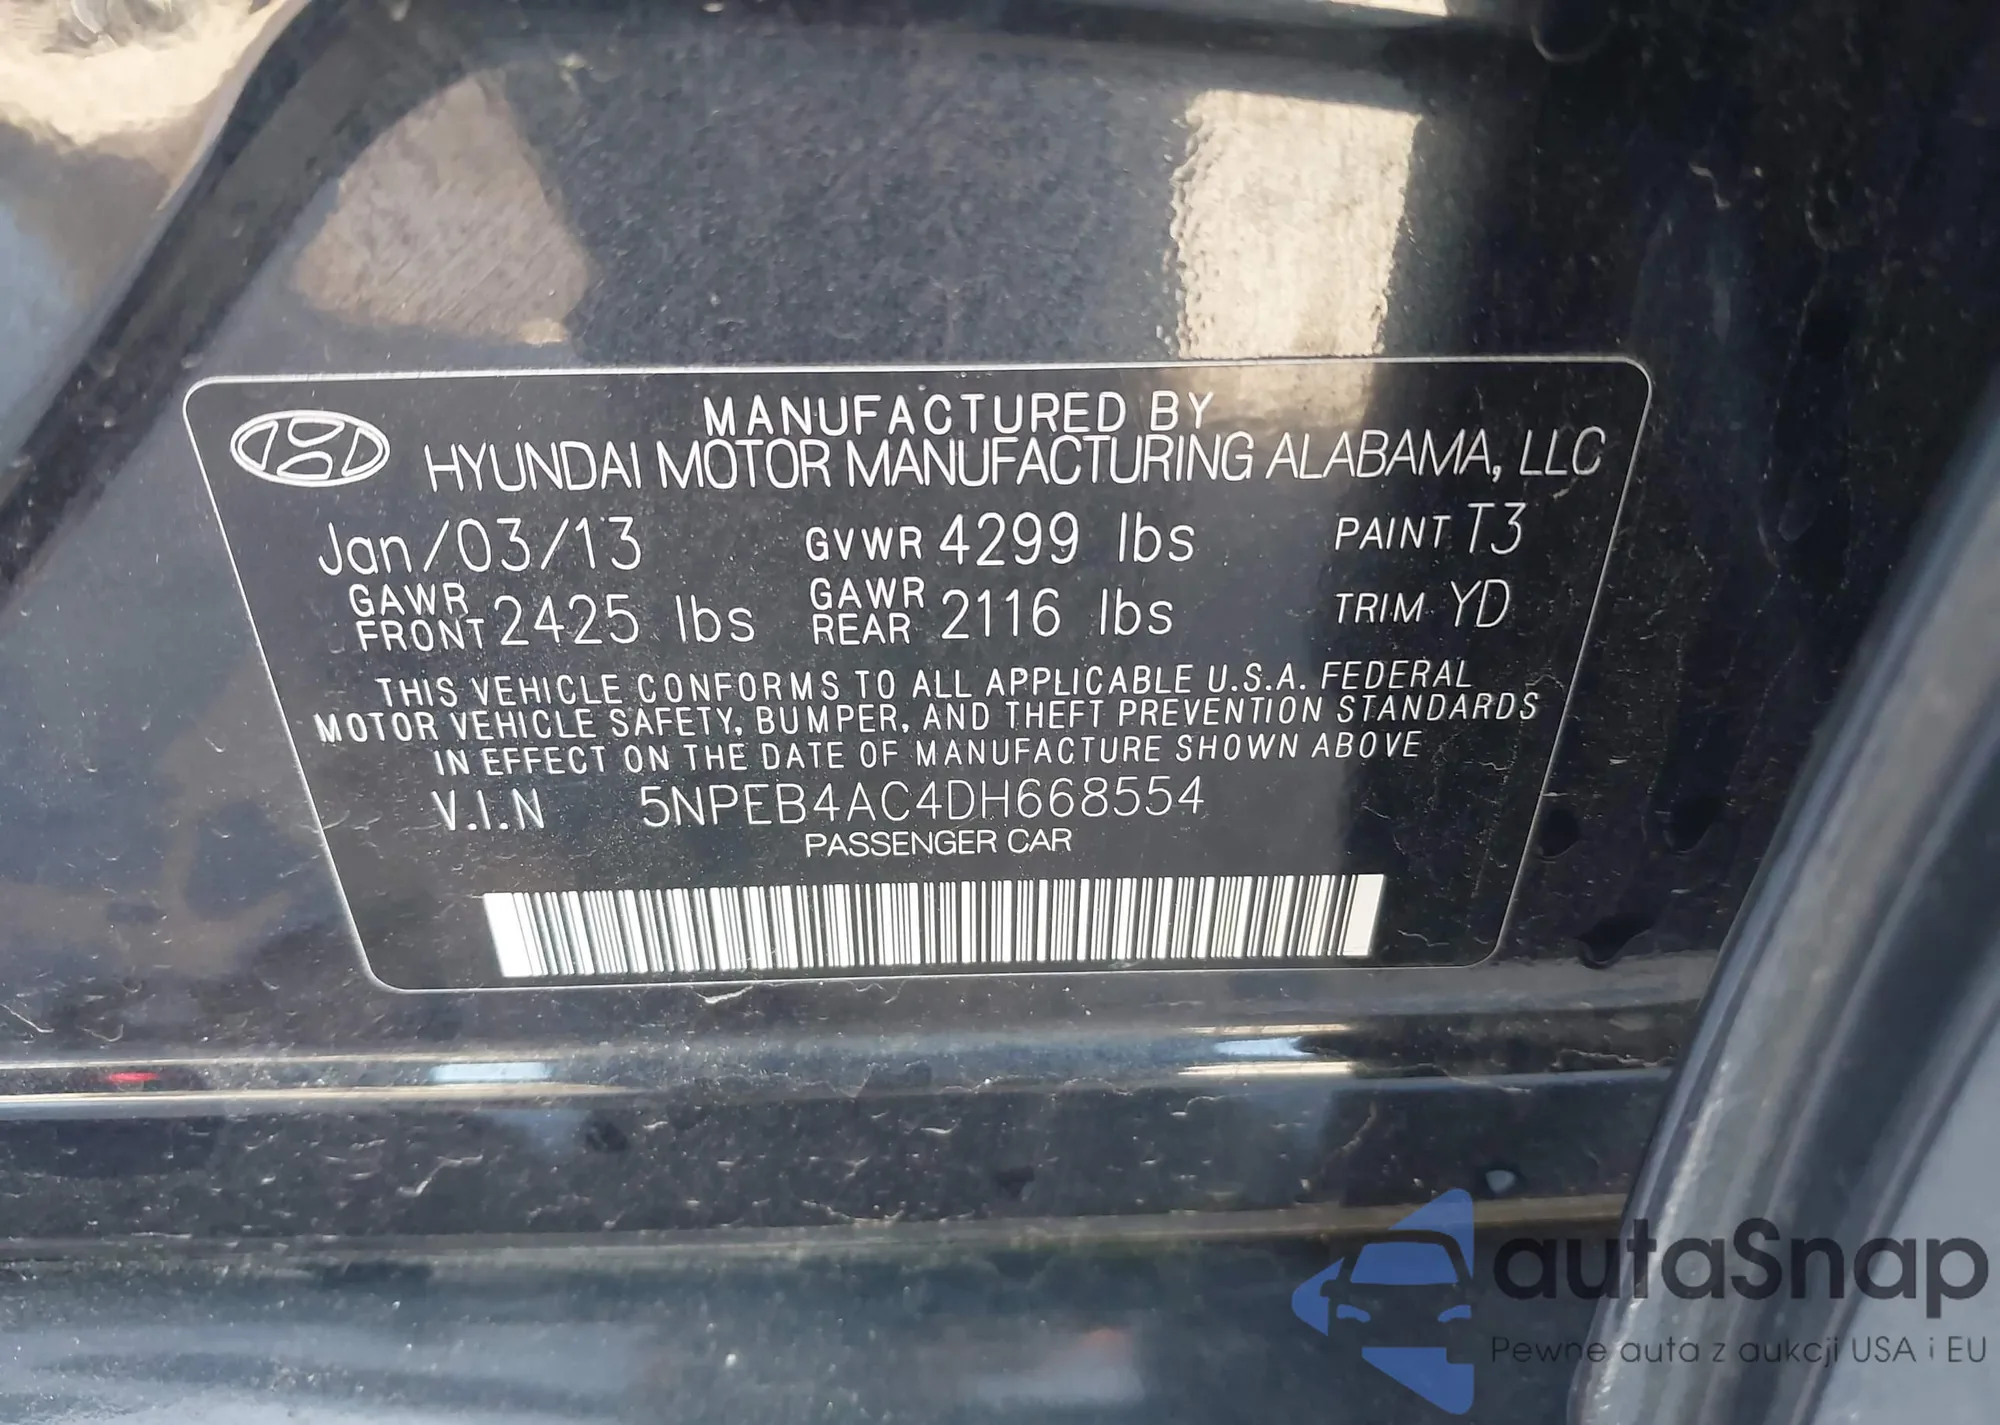 MANUFACTURED BY
HYUNDAI MOTOR MANUFACTURING ALABAMA, LLC
Jan/03/13 GVWR 4299 lbs PAINT T3
GAWR FRONT 2425 lbs GAWR REAR 2116 lbs TRIM YD
THIS VEHICLE CONFORMS TO ALL APPLICABLE U.S.A. FEDERAL
MOTOR VEHICLE SAFETY, BUMPER, AND THEFT PREVENTION STANDARDS
IN EFFECT ON THE DATE OF MANUFACTURE SHOWN ABOVE
V.I.N 5NPEB4AC4DH668554
PASSENGER CAR
autaSnap
Pewne auta z aukcji USA i EU